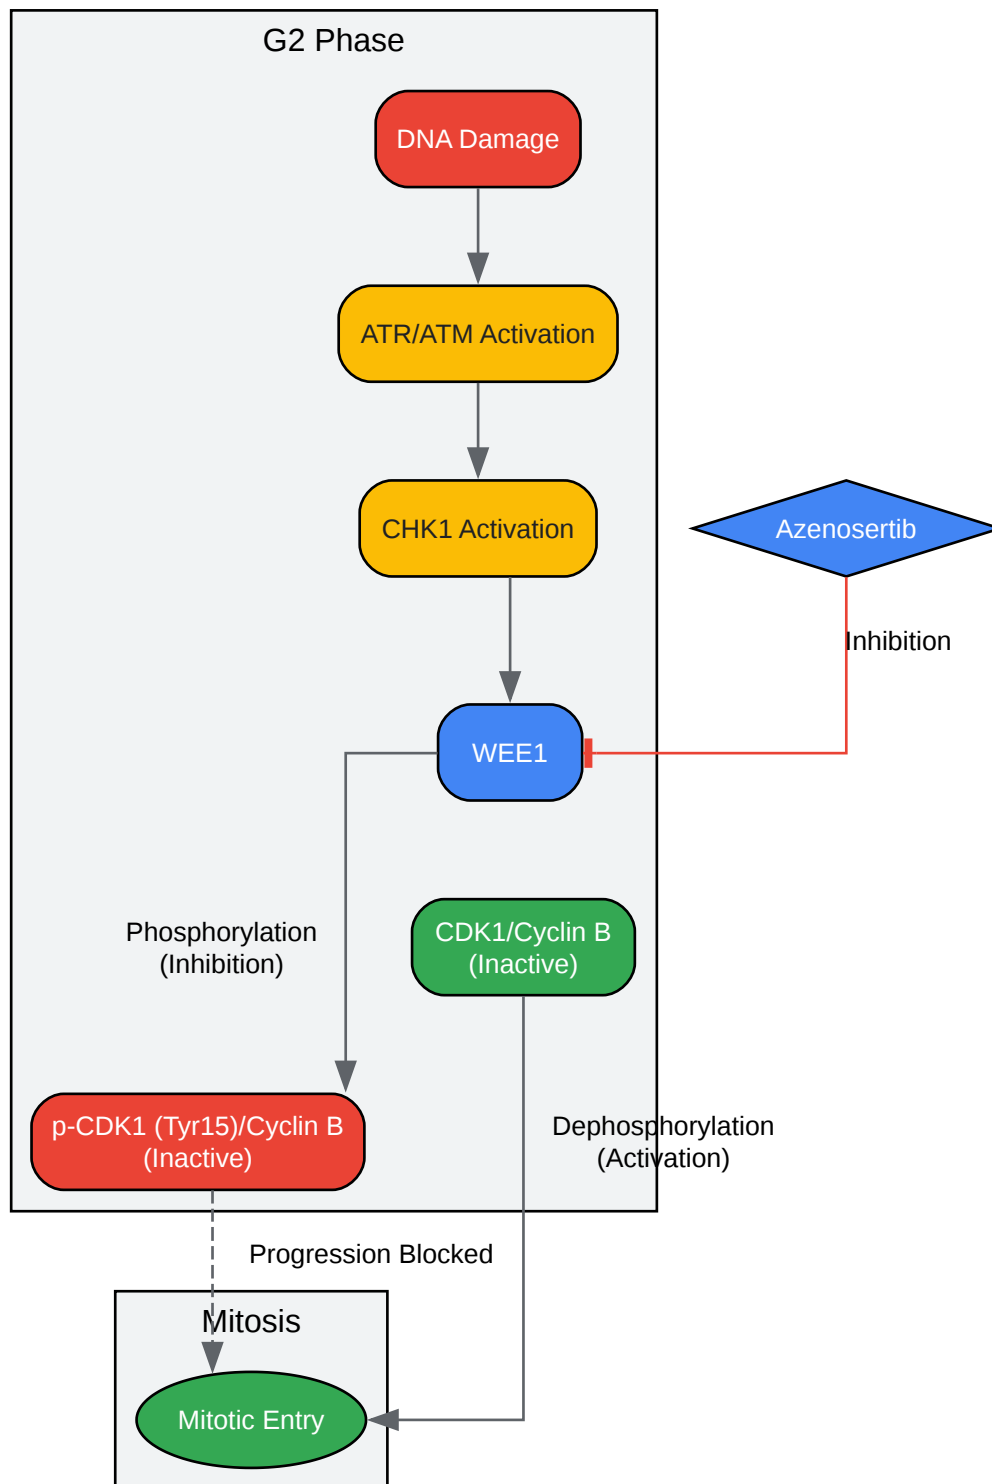 G2 Phase
DNA Damage
ATR/ATM Activation
CHK1 Activation
Azenosertib
Inhibition
WEE1
Phosphorylation
(Inhibition)
CDK1/Cyclin B
(Inactive)
p-CDK1 (Tyr15)/Cyclin B
(Inactive)
Dephosphorylation
(Activation)
Progression Blocked
Mitosis
Mitotic Entry